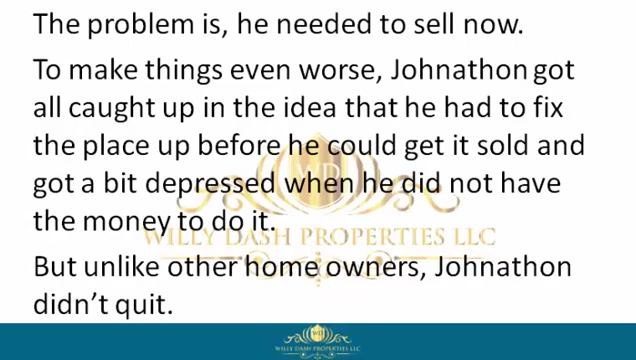 The problem is, he needed to sell now.
To make things even worse, Johnathon got
all caught up in the idea that he had to fix
the place up before he could get it sold and
got a bit depressed when he did not have
the money to do it.
WILLY DASH PROPERTIES LLC
But unlike other home owners, Johnathon
didn’t quit.
WILLY DASH PROPERTIES LLC